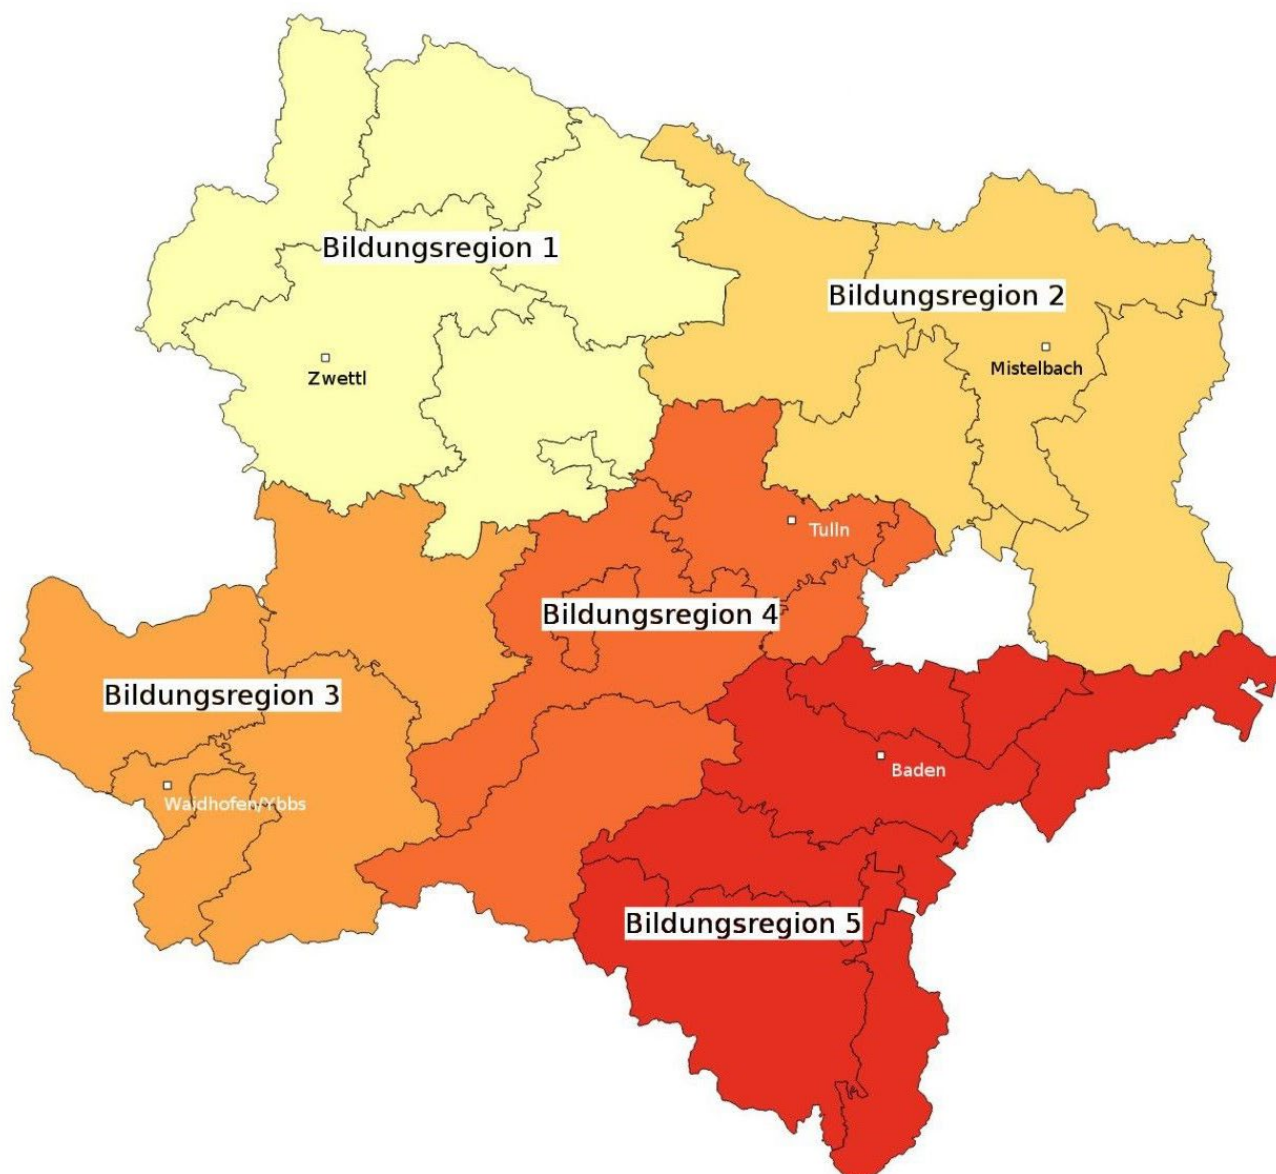 Bildungsregion 1
Bildungsregion 2
Mistelbach
Zwettl
Tulln
Bildungsregion 4
Bildungsregion 3
Baden
Waidhofen/Ybbs
Bildungsregion 5